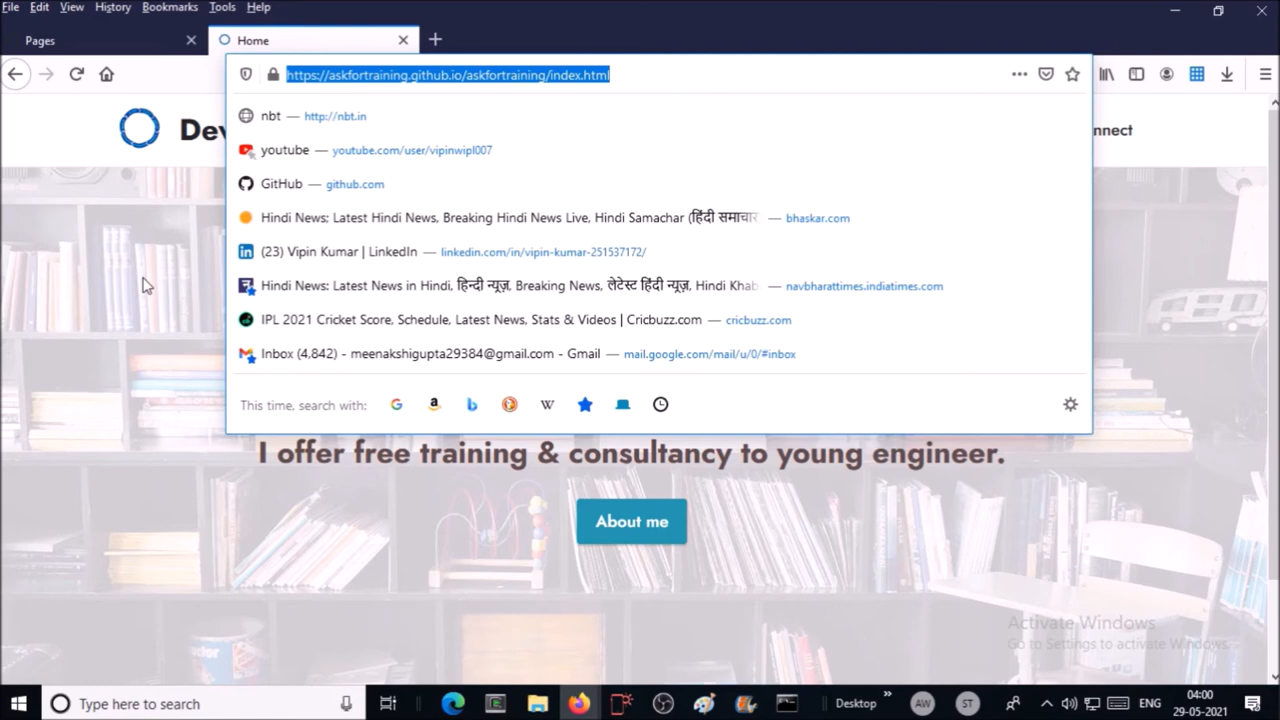 File Edit View History Bookmarks Tools Help
Pages
Home
https://askfortraining.github.io/askfortraining/index.html
Dev
nnect
nbt — http://nbt.in
youtube — youtube.com/user/vipinwipl007
GitHub — github.com
Hindi News: Latest Hindi News, Breaking Hindi News Live, Hindi Samachar (हिंदी समाचार — bhaskar.com
(23) Vipin Kumar | LinkedIn — linkedin.com/in/vipin-kumar-251537172/
Hindi News: Latest News in Hindi, हिन्दी न्यूज़, Breaking News, लेटेस्ट हिंदी न्यूज़, Hindi Khab — navbharattimes.indiatimes.com
IPL 2021 Cricket Score, Schedule, Latest News, Stats & Videos | Cricbuzz.com — cricbuzz.com
Inbox (4,842) - meenakshigupta29384@gmail.com - Gmail — mail.google.com/mail/u/0/#inbox
This time, search with:
I offer free training & consultancy to young engineer.
About me
Activate Windows
Go to Settings to activate Windows.
Type here to search
Desktop
AW
ST
ENG
04:00
29-05-2021